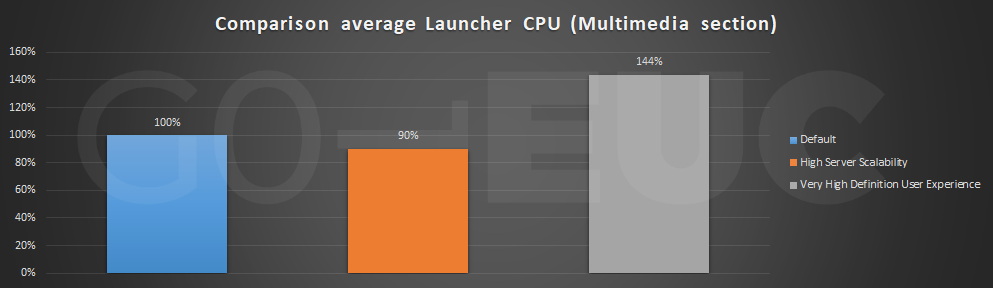 Comparison average Launcher CPU (Multimedia section)
160%
140%
120%
100%
80%
60%
40%
20%
0%
100%
90%
144%
Default
High Server Scalability
Very High Definition User Experience
GO-EUC